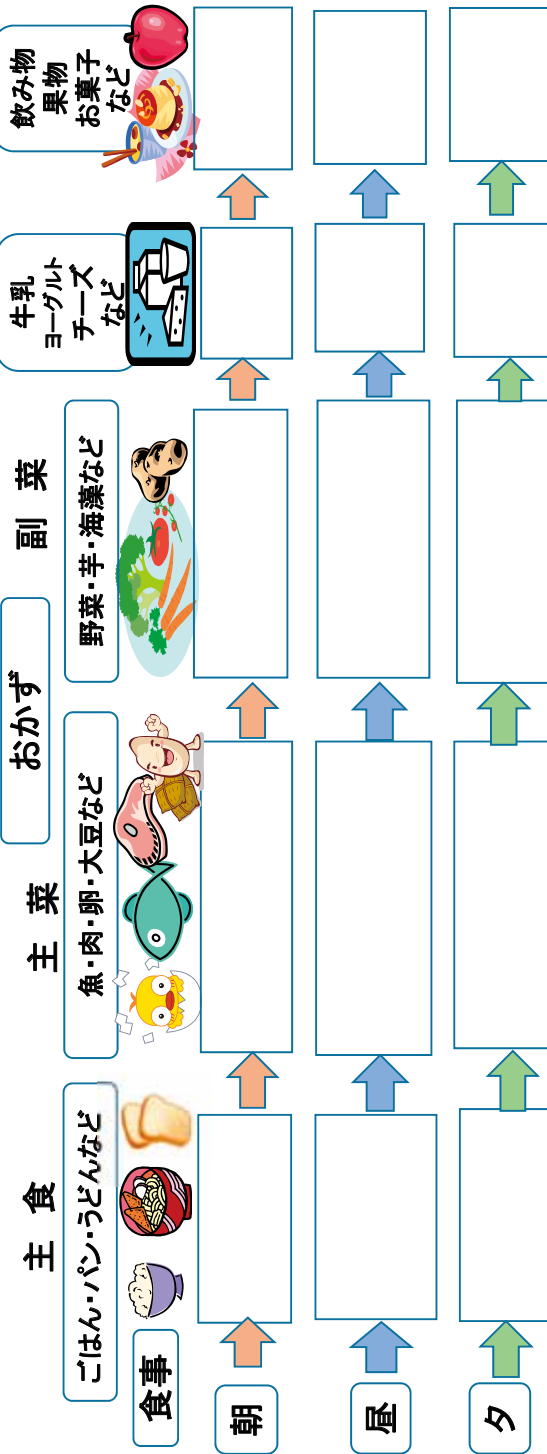 おかず
主 食
主 菜
副 菜
ごはん・パン・うどんなど
魚・肉・卵・大豆など
野菜・芋・海藻など
牛乳
ヨーグルト
チーズ
など
飲み物
果物
お菓子
など
食事
朝
昼
夕